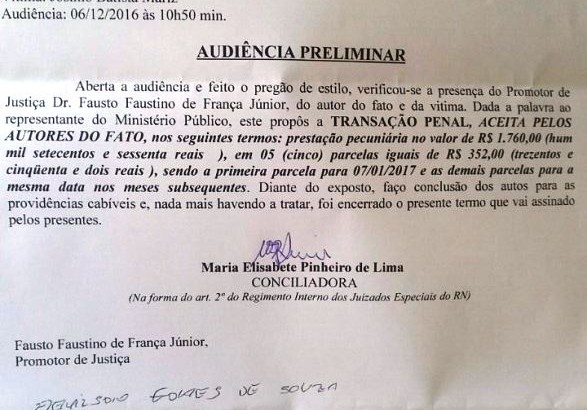 Audiência: 06/12/2016 às 10h50 min.
AUDIÊNCIA PRELIMINAR
Aberta a audiência e feito o pregão de estilo, verificou-se a presença do Promotor de
Justiça Dr. Fausto Faustino de França Júnior, do autor do fato e da vitima. Dada a palavra ao
representante do Ministério Público, este propôs a TRANSAÇÃO PENAL, ACEITA PELOS
AUTORES DO FATO, nos seguintes termos: prestação pecuniária no valor de R$ 1.760,00 (hum
mil setecentos e sessenta reais ), em 05 (cinco) parcelas iguais de R$ 352,00 (trezentos e
cinqüenta e dois reais ), sendo a primeira parcela para 07/01/2017 e as demais parcelas para a
mesma data nos meses subsequentes. Diante do exposto, faço conclusão dos autos para as
providências cabíveis e, nada mais havendo a tratar, foi encerrado o presente termo que vai assinado
pelos presentes.
Maria Elisabete Pinheiro de Lima
CONCILIADORA
(Na forma do art. 2º do Regimento Interno dos Juizados Especiais do RN)
Fausto Faustino de França Júnior,
Promotor de Justiça
GOMES DE SOUZA